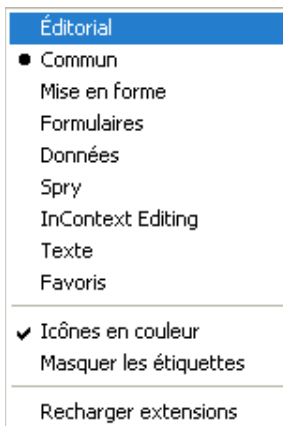 Éditorial
Commun
Mise en forme
Formulaires
Données
Spry
InContext Editing
Texte
Favoris
Icônes en couleur
Masquer les étiquettes
Recharger extensions